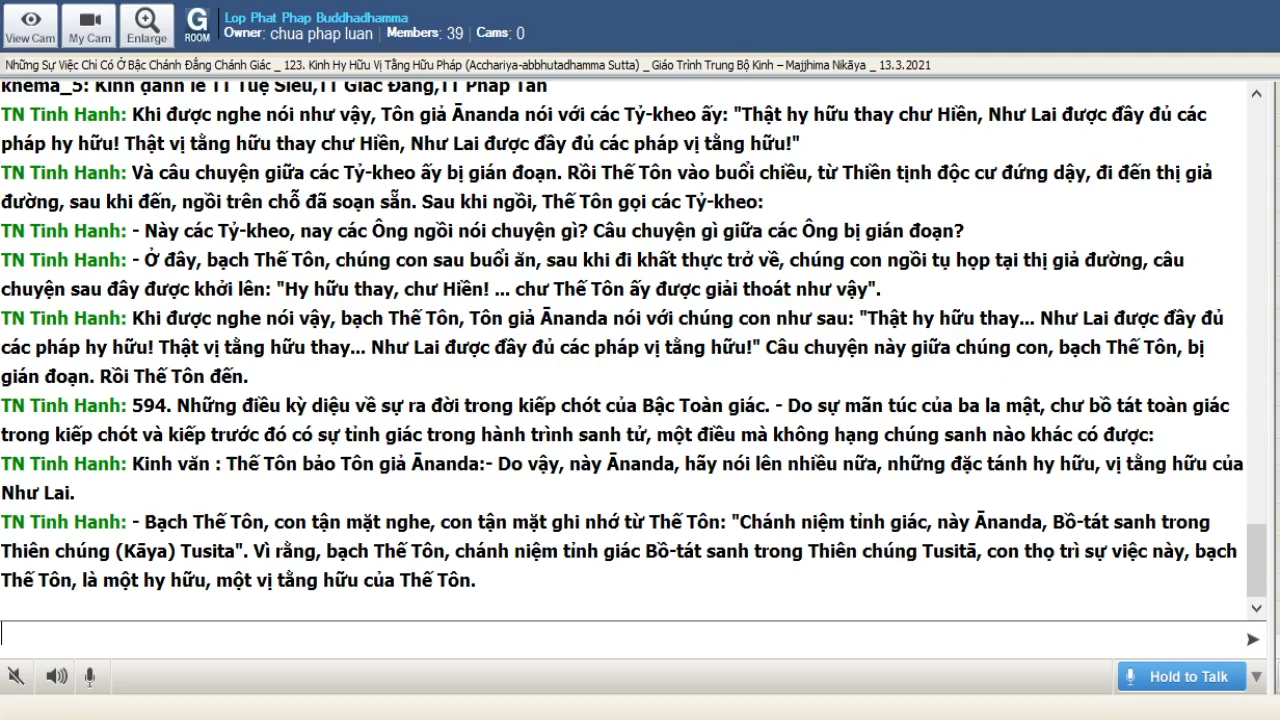 Lop Phat Phap Buddhadhamma
Owner: chua phap luan | Members: 39 | Cams: 0
View Cam
My Cam
Enlarge
G
ROOM
Những Sự Việc Chỉ Có Ở Bậc Chánh Đẳng Chánh Giác _ 123. Kinh Hy Hữu Vị Tằng Hữu Pháp (Acchariya-abbhutadhamma Sutta) _ Giáo Trình Trung Bộ Kinh – Majjhima Nikāya _ 13.3.2021
khema_5: Kính đảnh lễ TT Tuệ Siêu,TT Giác Đẳng,TT Pháp Tân
TN Tinh Hanh: Khi được nghe nói như vậy, Tôn giả Ānanda nói với các Tỷ-kheo ấy: "Thật hy hữu thay chư Hiền, Như Lai được đầy đủ các
pháp hy hữu! Thật vị tằng hữu thay chư Hiền, Như Lai được đầy đủ các pháp vị tằng hữu!"
TN Tinh Hanh: Và câu chuyện giữa các Tỷ-kheo ấy bị gián đoạn. Rồi Thế Tôn vào buổi chiều, từ Thiền tịnh độc cư đứng dậy, đi đến thị giả
đường, sau khi đến, ngồi trên chỗ đã soạn sẵn. Sau khi ngồi, Thế Tôn gọi các Tỷ-kheo:
TN Tinh Hanh: - Này các Tỷ-kheo, nay các Ông ngồi nói chuyện gì? Câu chuyện gì giữa các Ông bị gián đoạn?
TN Tinh Hanh: - Ở đây, bạch Thế Tôn, chúng con sau buổi ăn, sau khi đi khất thực trở về, chúng con ngồi tụ họp tại thị giả đường, câu
chuyện sau đây được khởi lên: "Hy hữu thay, chư Hiền! ... chư Thế Tôn ấy được giải thoát như vậy".
TN Tinh Hanh: Khi được nghe nói vậy, bạch Thế Tôn, Tôn giả Ānanda nói với chúng con như sau: "Thật hy hữu thay... Như Lai được đầy đủ
các pháp hy hữu! Thật vị tằng hữu thay... Như Lai được đầy đủ các pháp vị tằng hữu!" Câu chuyện này giữa chúng con, bạch Thế Tôn, bị
gián đoạn. Rồi Thế Tôn đến.
TN Tinh Hanh: 594. Những điều kỳ diệu về sự ra đời trong kiếp chót của Bậc Toàn giác. - Do sự mãn túc của ba la mật, chư bồ tát toàn giác
trong kiếp chót và kiếp trước đó có sự tỉnh giác trong hành trình sanh tử, một điều mà không hạng chúng sanh nào khác có được:
TN Tinh Hanh: Kinh văn : Thế Tôn bảo Tôn giả Ānanda:- Do vậy, này Ānanda, hãy nói lên nhiều nữa, những đặc tánh hy hữu, vị tằng hữu của
Như Lai.
TN Tinh Hanh: - Bạch Thế Tôn, con tận mặt nghe, con tận mặt ghi nhớ từ Thế Tôn: "Chánh niệm tỉnh giác, này Ānanda, Bồ-tát sanh trong
Thiên chúng (Kāya) Tusita". Vì rằng, bạch Thế Tôn, chánh niệm tỉnh giác Bồ-tát sanh trong Thiên chúng Tusitā, con thọ trì sự việc này, bạch
Thế Tôn, là một hy hữu, một vị tằng hữu của Thế Tôn.
Hold to Talk